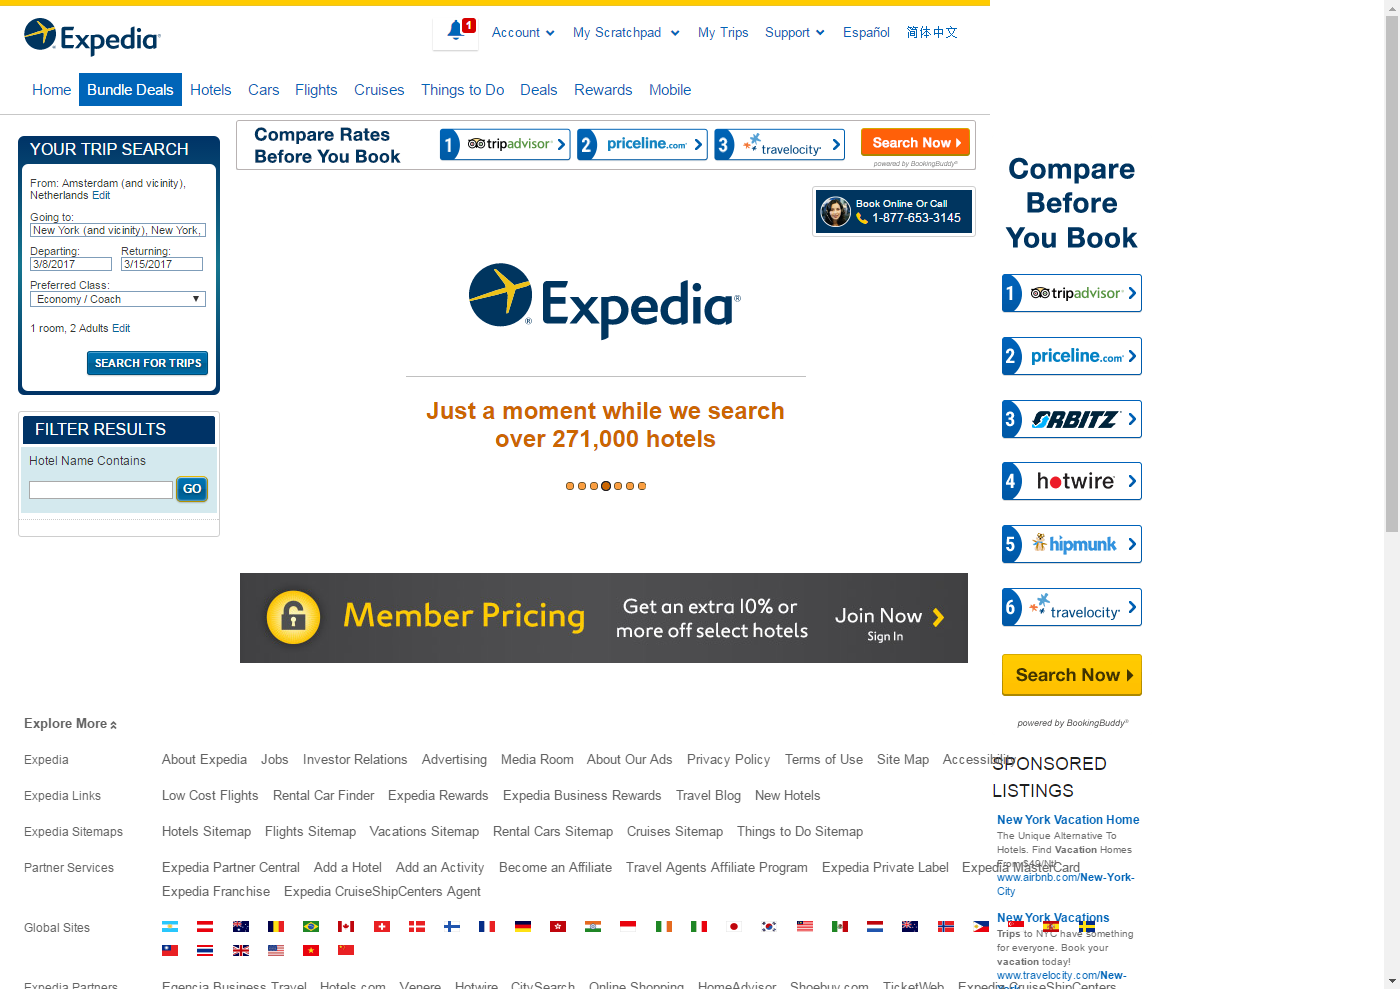 Expedia
1
Account
My Scratchpad
My Trips
Support
Español
简体中文
Home
Bundle Deals
Hotels
Cars
Flights
Cruises
Things to Do
Deals
Rewards
Mobile
YOUR TRIP SEARCH
From: Amsterdam (and vicinity),
Netherlands Edit
Going to:
New York (and vicinity), New York,
Departing: Returning:
3/8/2017 3/15/2017
Preferred Class:
Economy / Coach
1 room, 2 Adults Edit
SEARCH FOR TRIPS
FILTER RESULTS
Hotel Name Contains
GO
Compare Rates
Before You Book
1 tripadvisor
2 priceline.com
3 travelocity
Search Now
powered by BookingBuddy
Book Online Or Call
1-877-653-3145
Expedia
Just a moment while we search
over 271,000 hotels
Member Pricing
Get an extra 10% or
more off select hotels
Join Now
Sign In
Compare
Before
You Book
1 tripadvisor
2 priceline.com
3 ORBITZ
4 hotwire
5 hipmunk
6 travelocity
Search Now
powered by BookingBuddy
SPONSORED
LISTINGS
New York Vacation Home
The Unique Alternative To
Hotels. Find Vacation Homes
From $49/Nt!
www.airbnb.com/New-York-
City
New York Vacations
Trips to NYC have something
for everyone. Book your
vacation today!
www.travelocity.com/New-
Explore More
Expedia About Expedia Jobs Investor Relations Advertising Media Room About Our Ads Privacy Policy Terms of Use Site Map Accessibility
Expedia Links Low Cost Flights Rental Car Finder Expedia Rewards Expedia Business Rewards Travel Blog New Hotels
Expedia Sitemaps Hotels Sitemap Flights Sitemap Vacations Sitemap Rental Cars Sitemap Cruises Sitemap Things to Do Sitemap
Partner Services Expedia Partner Central Add a Hotel Add an Activity Become an Affiliate Travel Agents Affiliate Program Expedia Private Label Expedia MasterCard
Expedia Franchise Expedia CruiseShipCenters Agent
Global Sites
Expedia Partners Egencia Business Travel Hotels.com Venere Hotwire CitySearch Online Shopping HomeAdvisor Shoebuy.com TicketWeb Expedia CruiseShipCenters